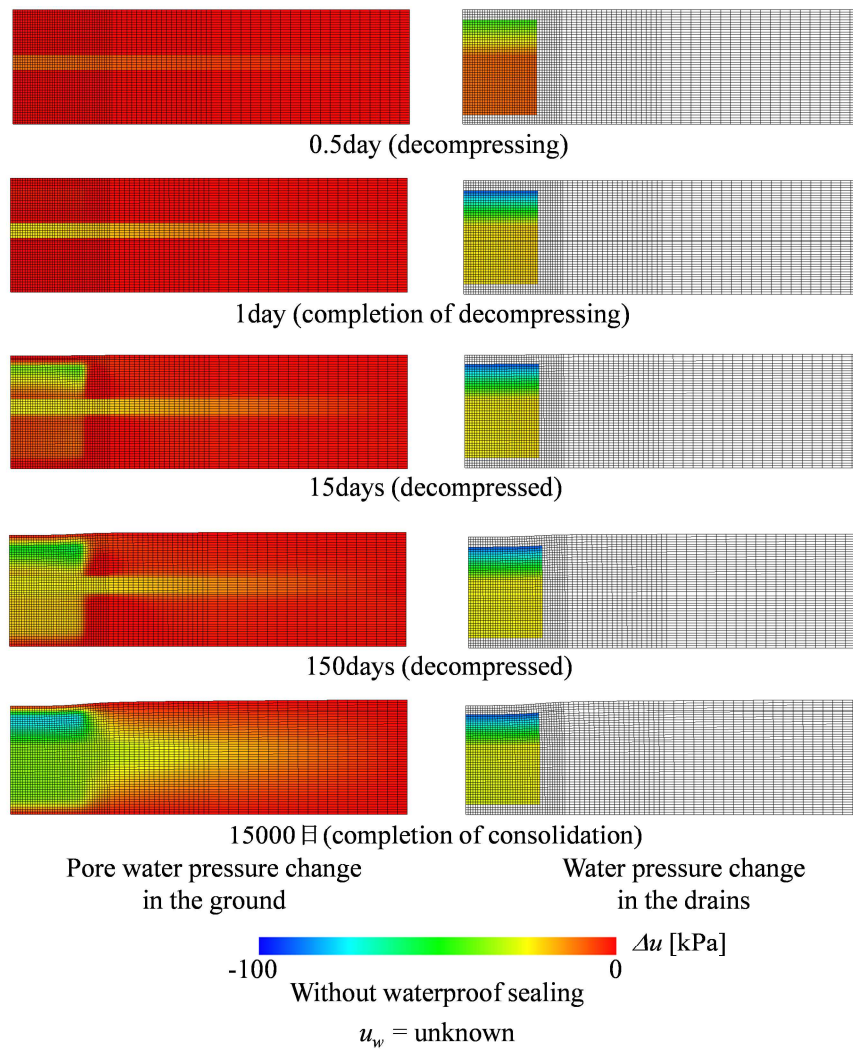 0.5day (decompressing)
1day (completion of decompressing)
15days (decompressed)
150days (decompressed)
15000日(completion of consolidation)
Pore water pressure change
in the ground
Water pressure change
in the drains
Δu [kPa]
-100
0
Without waterproof sealing
u_w = unknown